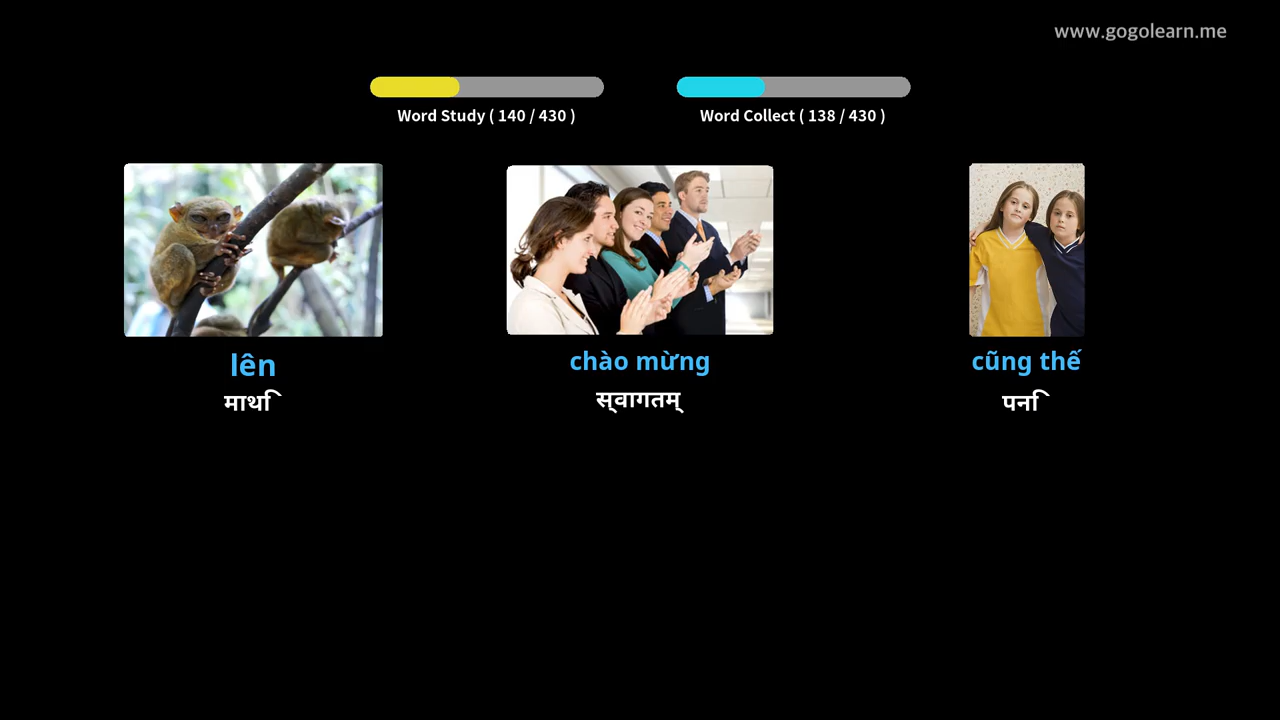 www.gogolearn.me
Word Study ( 140 / 430 )
Word Collect ( 138 / 430 )
lên
chào mừng
cũng thế
माथि
स्वागतम्
पनि